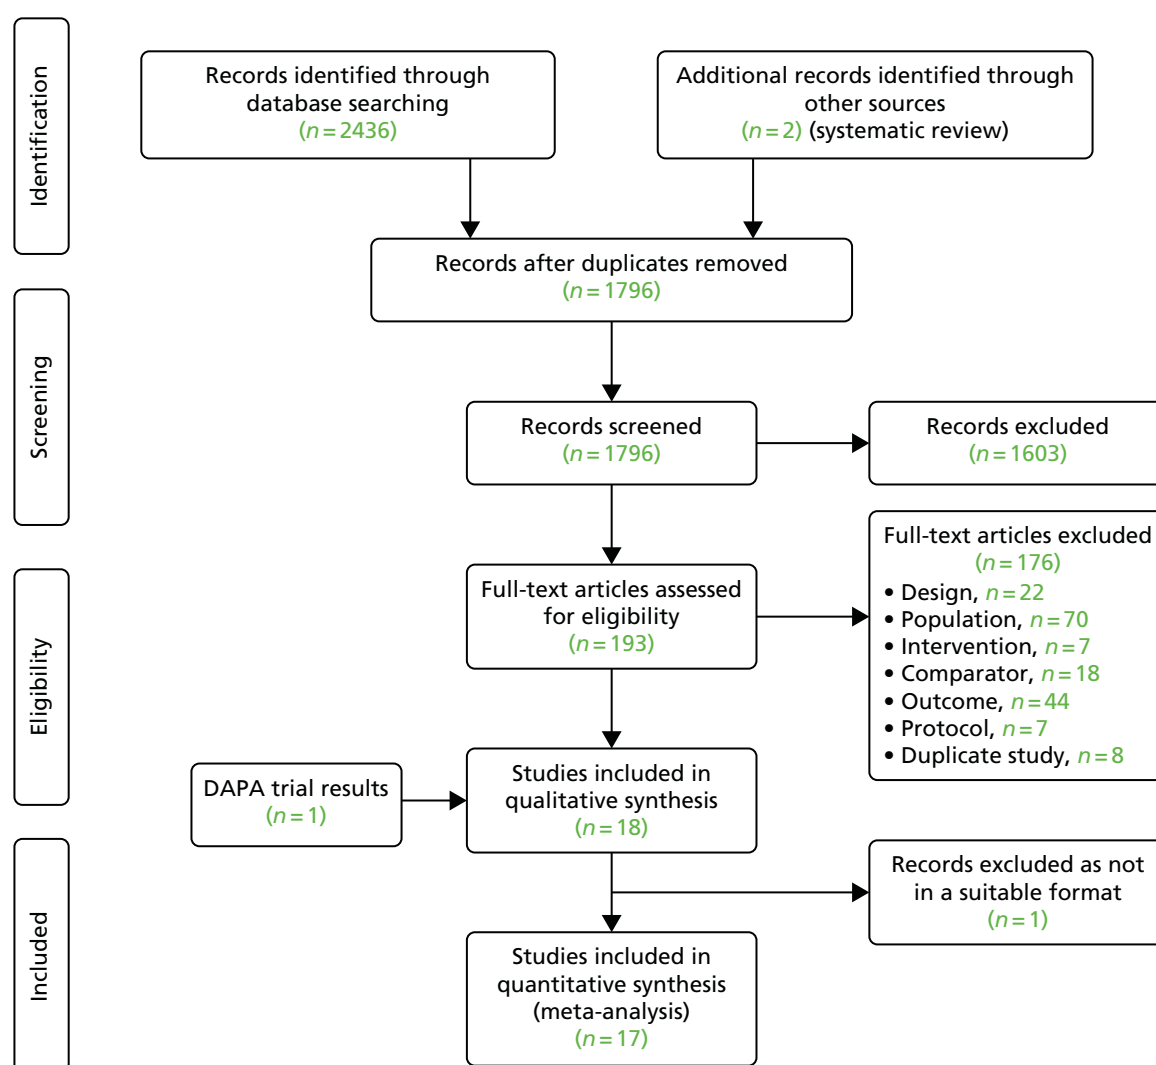 Identification
Records identified through
database searching
(n = 2436)
Additional records identified through
other sources
(n = 2) (systematic review)
Records after duplicates removed
(n = 1796)
Screening
Records screened
(n = 1796)
Records excluded
(n = 1603)
Eligibility
Full-text articles assessed
for eligibility
(n = 193)
Full-text articles excluded
(n = 176)
• Design, n = 22
• Population, n = 70
• Intervention, n = 7
• Comparator, n = 18
• Outcome, n = 44
• Protocol, n = 7
• Duplicate study, n = 8
DAPA trial results
(n = 1)
Studies included in
qualitative synthesis
(n = 18)
Included
Records excluded as not
in a suitable format
(n = 1)
Studies included in
quantitative synthesis
(meta-analysis)
(n = 17)